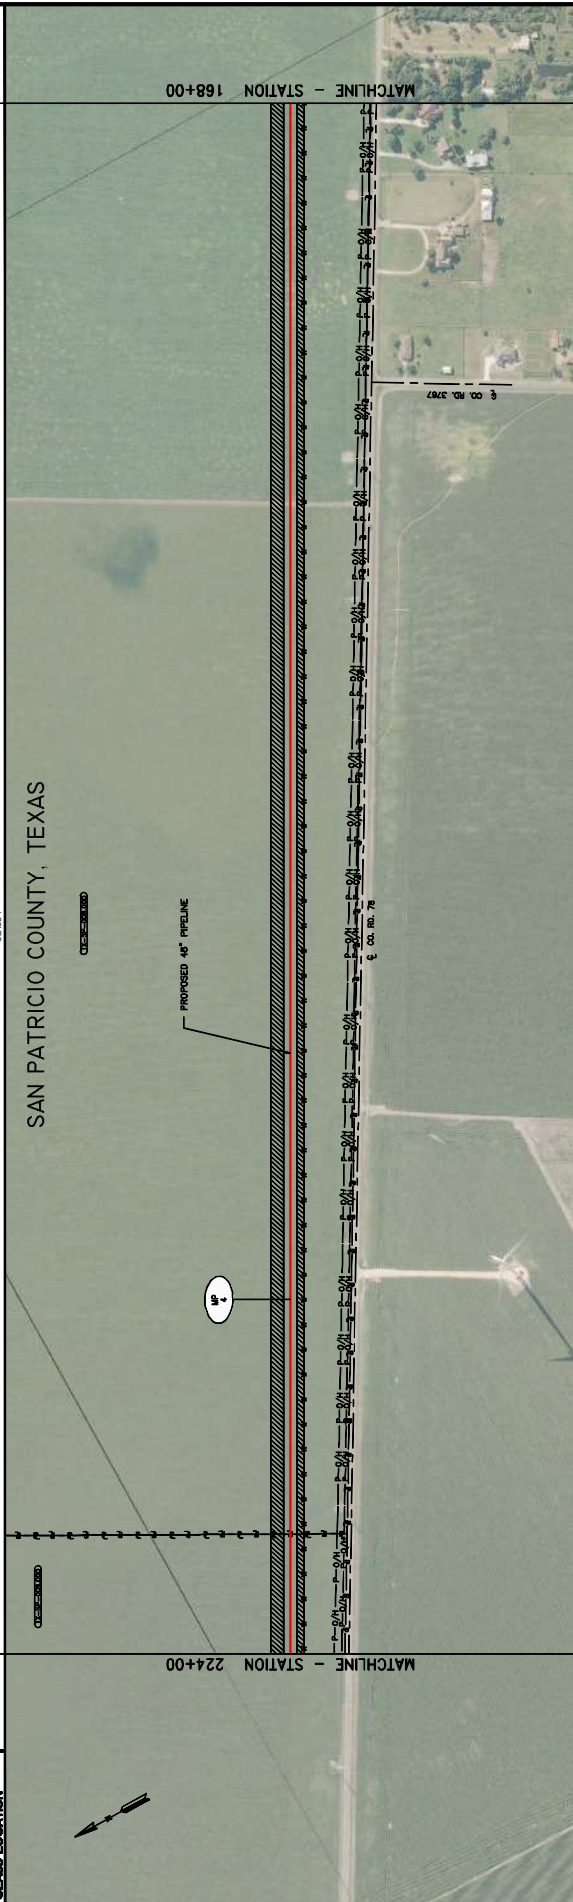 MATCHLINE - STATION 168+00
℄ CO. RD. 3767
SAN PATRICIO COUNTY, TEXAS
PROPOSED 48" PIPELINE
℄ CO. RD. 78
MP
4
P-O/H
MATCHLINE - STATION 224+00